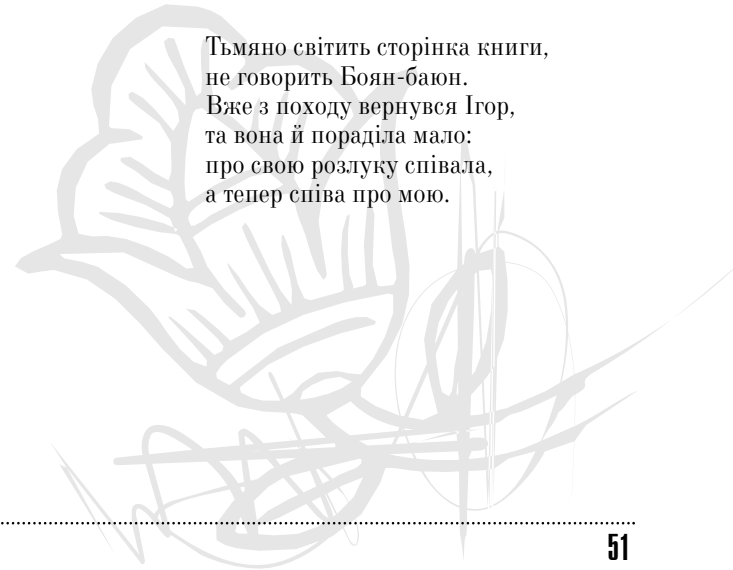 Тьмяно світить сторінка книги,
не говорить Боян-баюн.
Вже з походу вернувся Ігор,
та вона й пораділа мало:
про свою розлуку співала,
а тепер співа про мою.
51